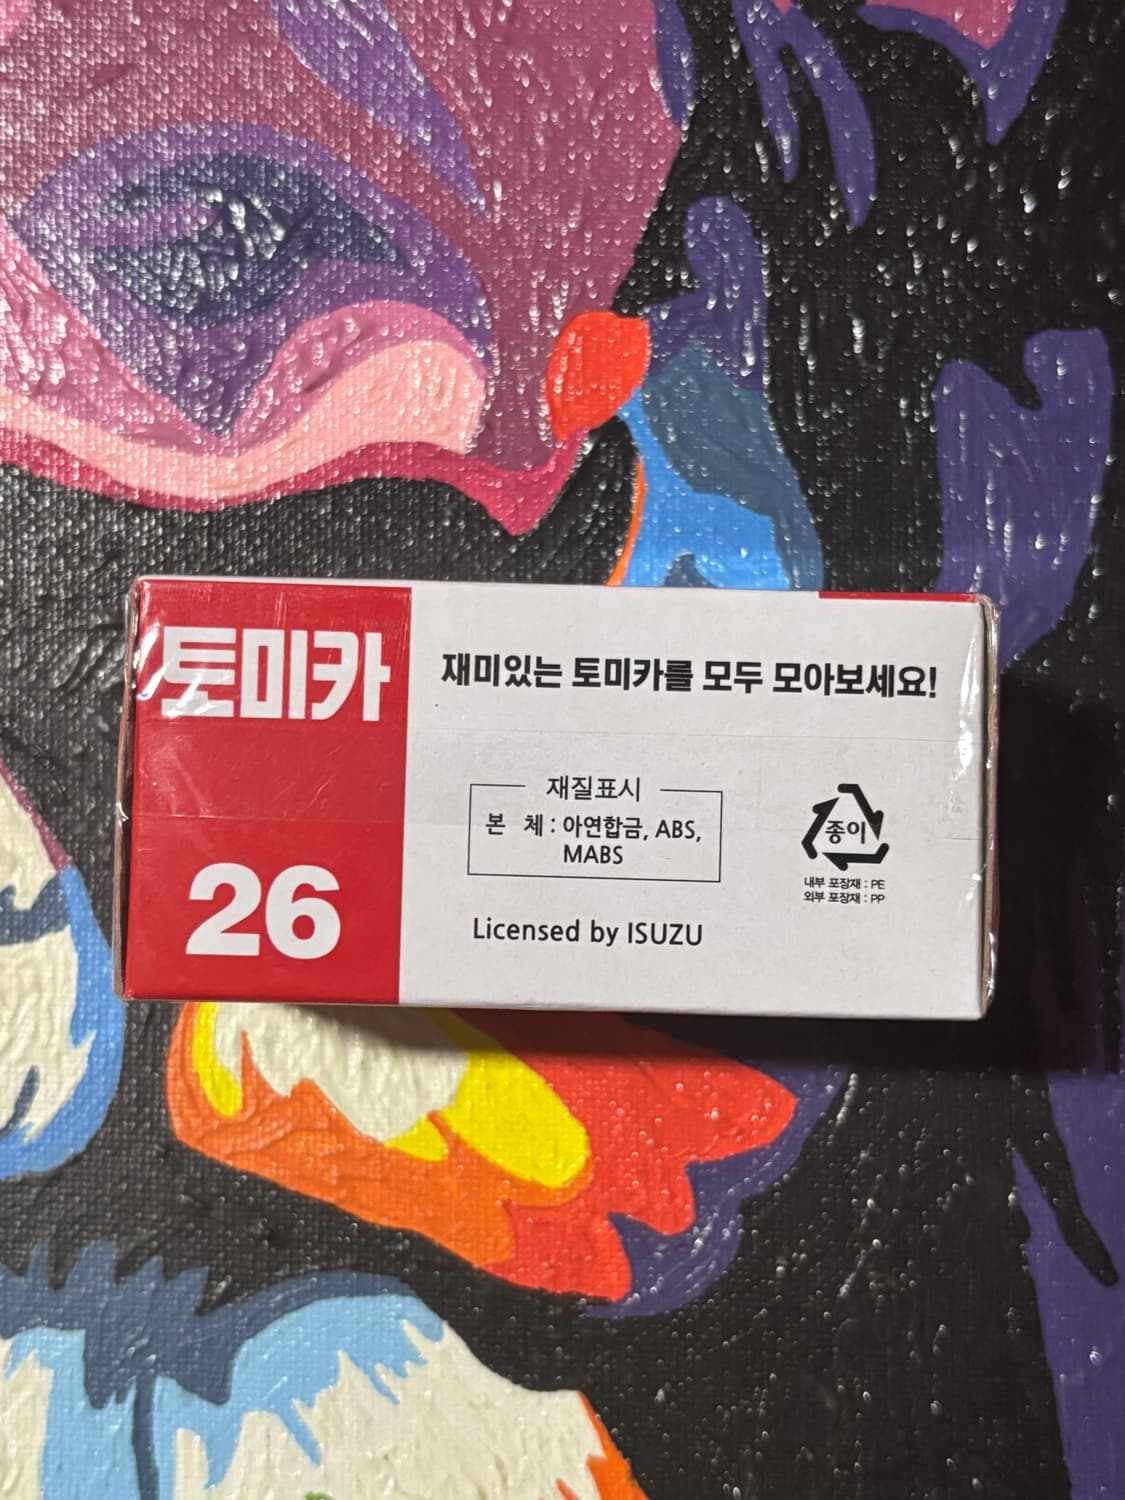 토미카
재미있는 토미카를 모두 모아보세요!
재질표시
본 체 : 아연합금, ABS,
MABS
종이
내부 포장재 : PE
외부 포장재 : PP
26
Licensed by ISUZU